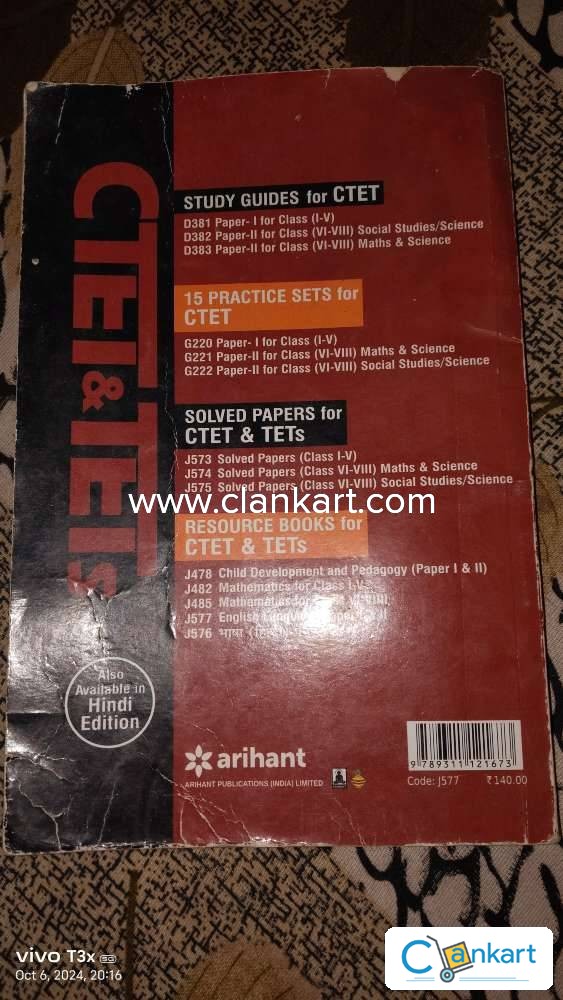 CTET & TETs
STUDY GUIDES for CTET
D381 Paper- I for Class (I-V)
D382 Paper-II for Class (VI-VIII) Social Studies/Science
D383 Paper-II for Class (VI-VIII) Maths & Science
15 PRACTICE SETS for
CTET
G220 Paper- I for Class (I-V)
G221 Paper-II for Class (VI-VIII) Maths & Science
G222 Paper-II for Class (VI-VIII) Social Studies/Science
SOLVED PAPERS for
CTET & TETs
J573 Solved Papers (Class I-V)
J574 Solved Papers (Class VI-VIII) Maths & Science
J575 Solved Papers (Class VI-VIII) Social Studies/Science
www.clankart.com
RESOURCE BOOKS for
CTET & TETs
J478 Child Development and Pedagogy (Paper I & II)
J482 Mathematics for Class I-V
J485 Mathematics for
J577 English
J576 भाषा
Also
Available in
Hindi
Edition
arihant
ARIHANT PUBLICATIONS (INDIA) LIMITED
9 789311 121673
Code: J577 ₹140.00
vivo T3x 5G
Oct 6, 2024, 20:16
Clankart